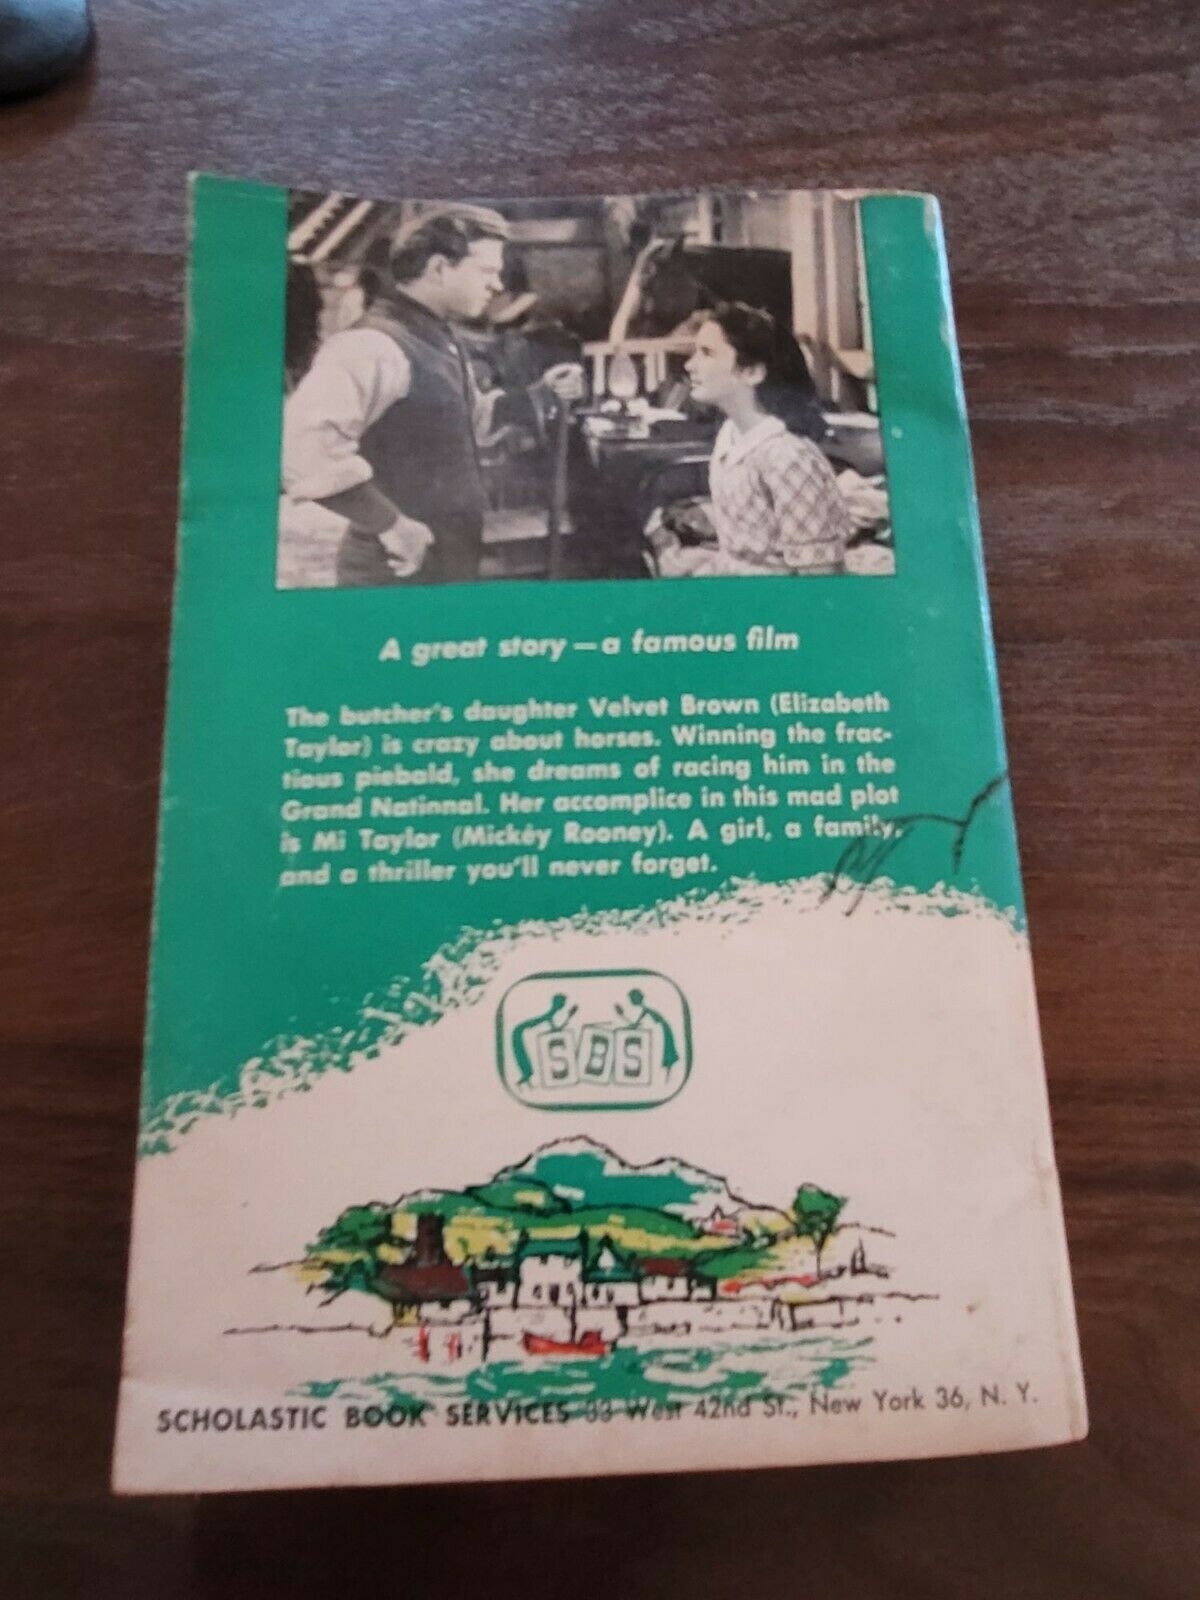 A great story — a famous film
The butcher's daughter Velvet Brown (Elizabeth
Taylor) is crazy about horses. Winning the frac-
tious piebald, she dreams of racing him in the
Grand Nationnal. Her accomplice in this mad plot
is Mi Taylor (Mickey Rooney). A girl, a family,
and a thriller you'll never forget.
SBS
SCHOLASTIC BOOK SERVICES 33 West 42nd St., New York 36, N. Y.